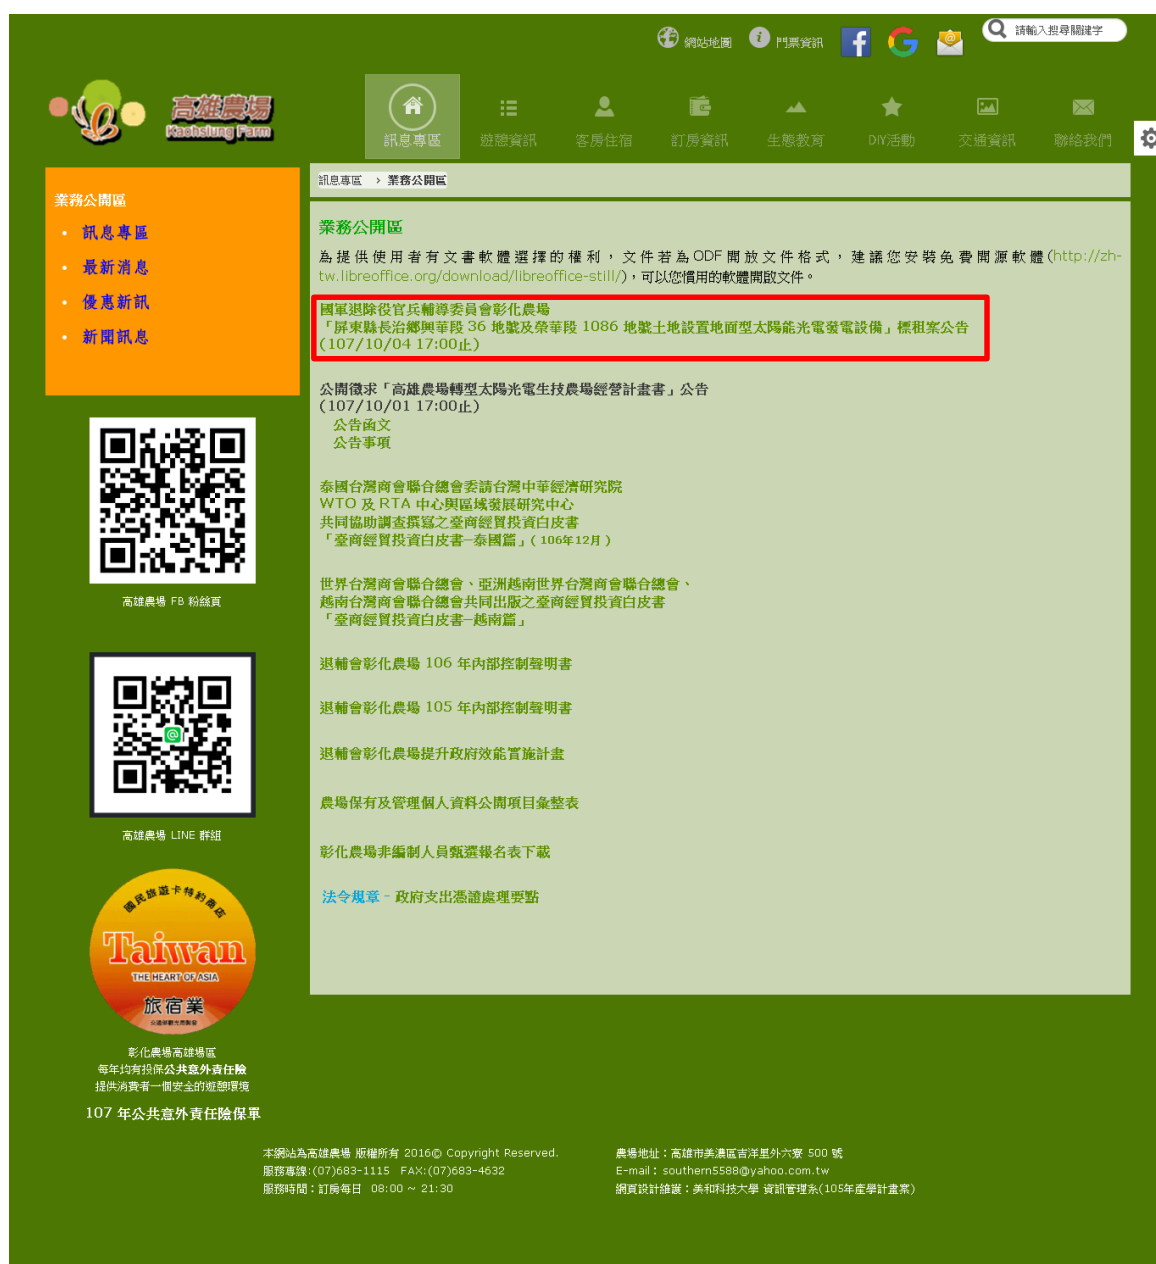 網站地圖
門票資訊
請輸入搜尋關鍵字
高雄農場
Kaohsiung Farm
訊息專區
遊憩資訊
客房住宿
訂房資訊
生態教育
DIY活動
交通資訊
聯絡我們
訊息專區 › 業務公開區
業務公開區
• 訊息專區
• 最新消息
• 優惠新訊
• 新聞訊息
高雄農場 FB 粉絲頁
高雄農場 LINE 群組
國民旅遊卡特約商店
Taiwan
THE HEART OF ASIA
旅宿業
交通部觀光局製發
彰化農場高雄場區
每年均有投保公共意外責任險
提供消費者一個安全的遊憩環境
107 年公共意外責任險保單
業務公開區
為提供使用者有文書軟體選擇的權利，文件若為ODF開放文件格式，建議您安裝免費開源軟體(http://zh-
tw.libreoffice.org/download/libreoffice-still/)，可以您慣用的軟體開啟文件。
國軍退除役官兵輔導委員會彰化農場
「屏東縣長治鄉興華段 36 地號及榮華段 1086 地號土地設置地面型太陽能光電發電設備」標租案公告
(107/10/04 17:00止)
公開徵求「高雄農場轉型太陽光電生技農場經營計畫書」公告
(107/10/01 17:00止)
公告函文
公告事項
泰國台灣商會聯合總會委請台灣中華經濟研究院
WTO 及 RTA 中心與區域發展研究中心
共同協助調查撰寫之臺商經貿投資白皮書
「臺商經貿投資白皮書─泰國篇」( 106年12月 )
世界台灣商會聯合總會、亞洲越南世界台灣商會聯合總會、
越南台灣商會聯合總會共同出版之臺商經貿投資白皮書
「臺商經貿投資白皮書─越南篇」
退輔會彰化農場 106 年內部控制聲明書
退輔會彰化農場 105 年內部控制聲明書
退輔會彰化農場提升政府效能實施計畫
農場保有及管理個人資料公開項目彙整表
彰化農場非編制人員甄選報名表下載
法令規章 - 政府支出憑證處理要點
本網站為高雄農場 版權所有 2016© Copyright Reserved.
服務專線:(07)683-1115 FAX:(07)683-4632
服務時間：訂房每日 08:00 ~ 21:30
農場地址：高雄市美濃區吉洋里外六寮 500 號
E-mail：southern5588@yahoo.com.tw
網頁設計維護：美和科技大學 資訊管理系(105年產學計畫案)